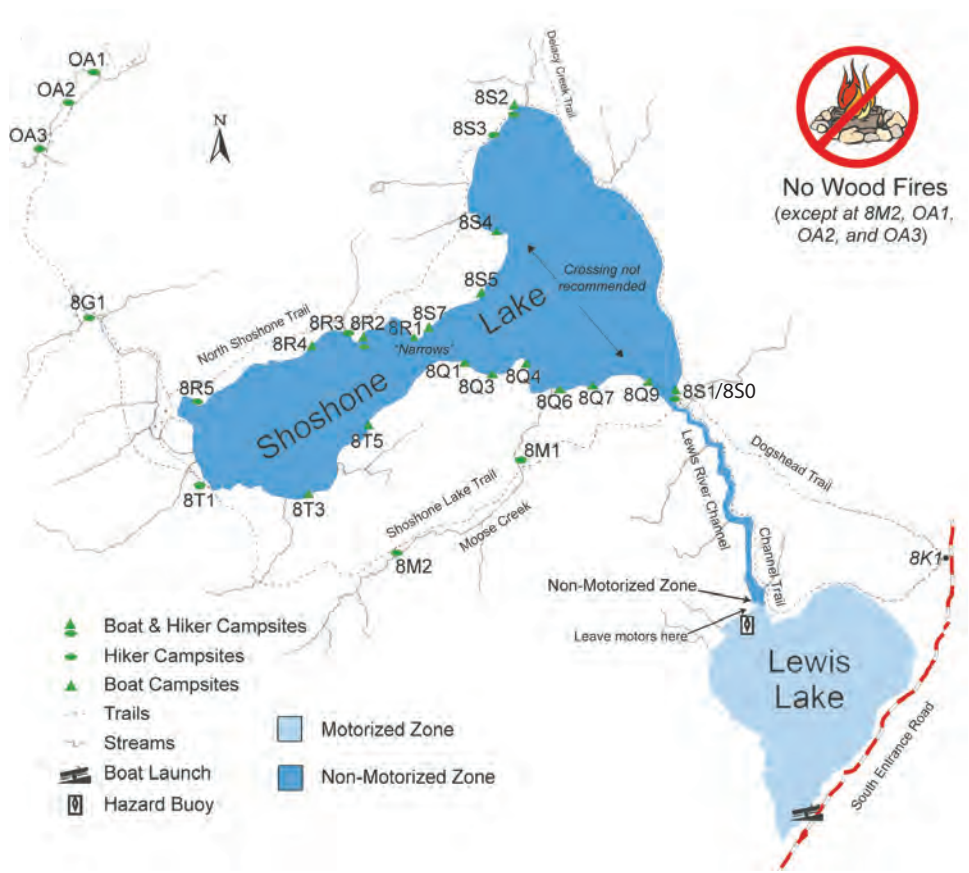 OA1
OA2
OA3
N
Delacy Creek Trail
8S2
8S3
8S4
No Wood Fires
(except at 8M2, OA1,
OA2, and OA3)
Crossing not
recommended
8S5
8G1
North Shoshone Trail
8S7
8R3
8R2
8R1
8R4
'Narrows'
Shoshone
Lake
8Q1
8Q3
8Q4
8Q6
8Q7
8Q9
8S1/8S0
8R5
8T5
8M1
8T1
8T3
Shoshone Lake Trail
Moose Creek
8M2
Lewis River Channel
Dogshead Trail
Channel Trail
8K1
Non-Motorized Zone
Leave motors here
Lewis
Lake
South Entrance Road
Boat & Hiker Campsites
Hiker Campsites
Boat Campsites
Trails
Streams
Boat Launch
Hazard Buoy
Motorized Zone
Non-Motorized Zone